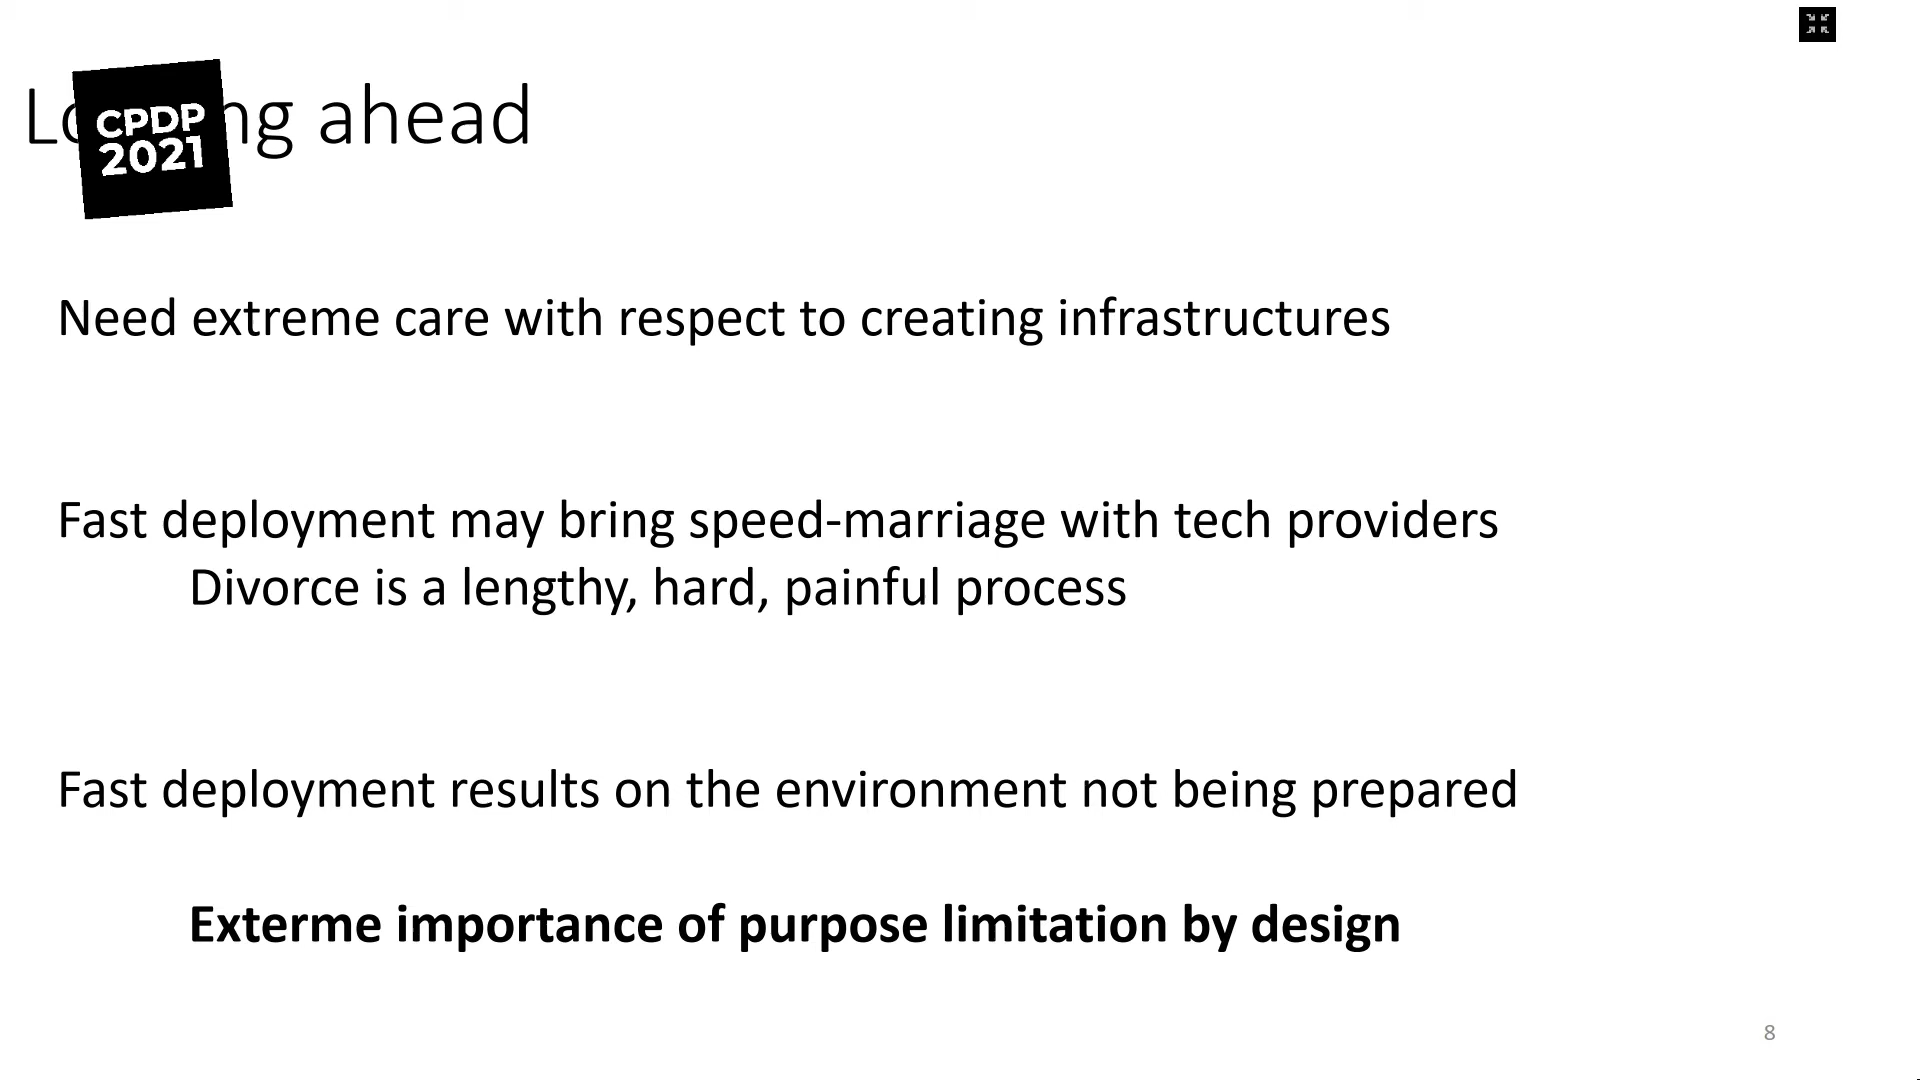 ahead
CPDP
2021
Need extreme care with respect to creating infrastructures
Fast deployment may bring speed-marriage with tech providers
Divorce is a lengthy, hard, painful process
Fast deployment results on the environment not being prepared
Exterme importance of purpose limitation by design
8